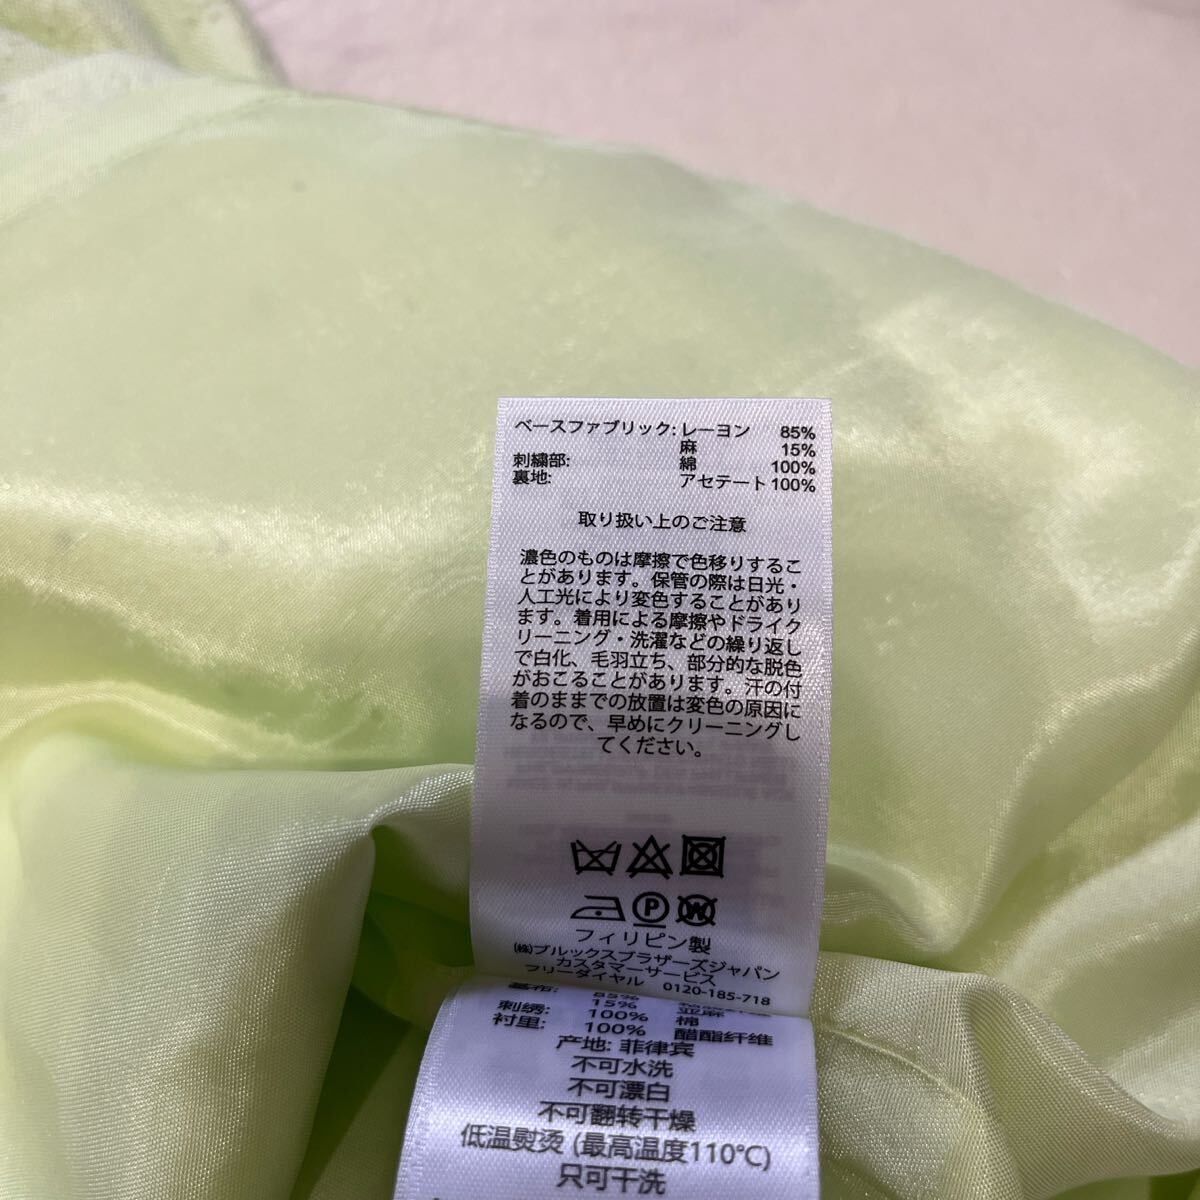 ベースファブリック: レーヨン 85%
麻 15%
刺繍部: 綿 100%
裏地: アセテート 100%
取り扱い上のご注意
濃色のものは摩擦で色移りするこ
とがあります。保管の際は日光・
人工光により変色することがあり
ます。着用による摩擦やドライク
リーニング・洗濯などの繰り返し
で白化、毛羽立ち、部分的な脱色
がおこることがあります。汗の付
着のままでの放置は変色の原因に
なるので、早めにクリーニングし
てください。
P W
フィリピン製
㈱ブルックスブラザーズジャパン
カスタマーサービス
フリーダイヤル 0120-185-718
基布: 85%
15% 亚麻
刺绣: 100% 棉
衬里: 100% 醋酯纤维
产地: 菲律宾
不可水洗
不可漂白
不可翻转干燥
低温熨烫 (最高温度110℃)
只可干洗